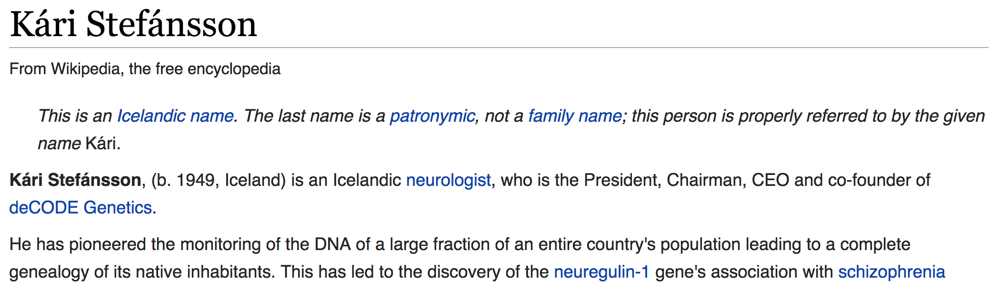 Kári Stefánsson
From Wikipedia, the free encyclopedia
This is an Icelandic name. The last name is a patronymic, not a family name; this person is properly referred to by the given
name Kári.
Kári Stefánsson, (b. 1949, Iceland) is an Icelandic neurologist, who is the President, Chairman, CEO and co-founder of
deCODE Genetics.
He has pioneered the monitoring of the DNA of a large fraction of an entire country's population leading to a complete
genealogy of its native inhabitants. This has led to the discovery of the neuregulin-1 gene's association with schizophrenia